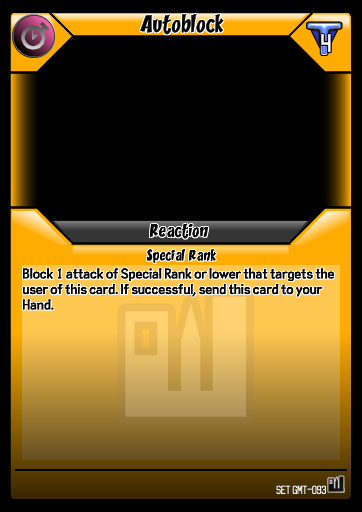 Autoblock
4
Reaction
Special Rank
Block 1 attack of Special Rank or lower that targets the
user of this card. If successful, send this card to your
Hand.
SET GMT-093